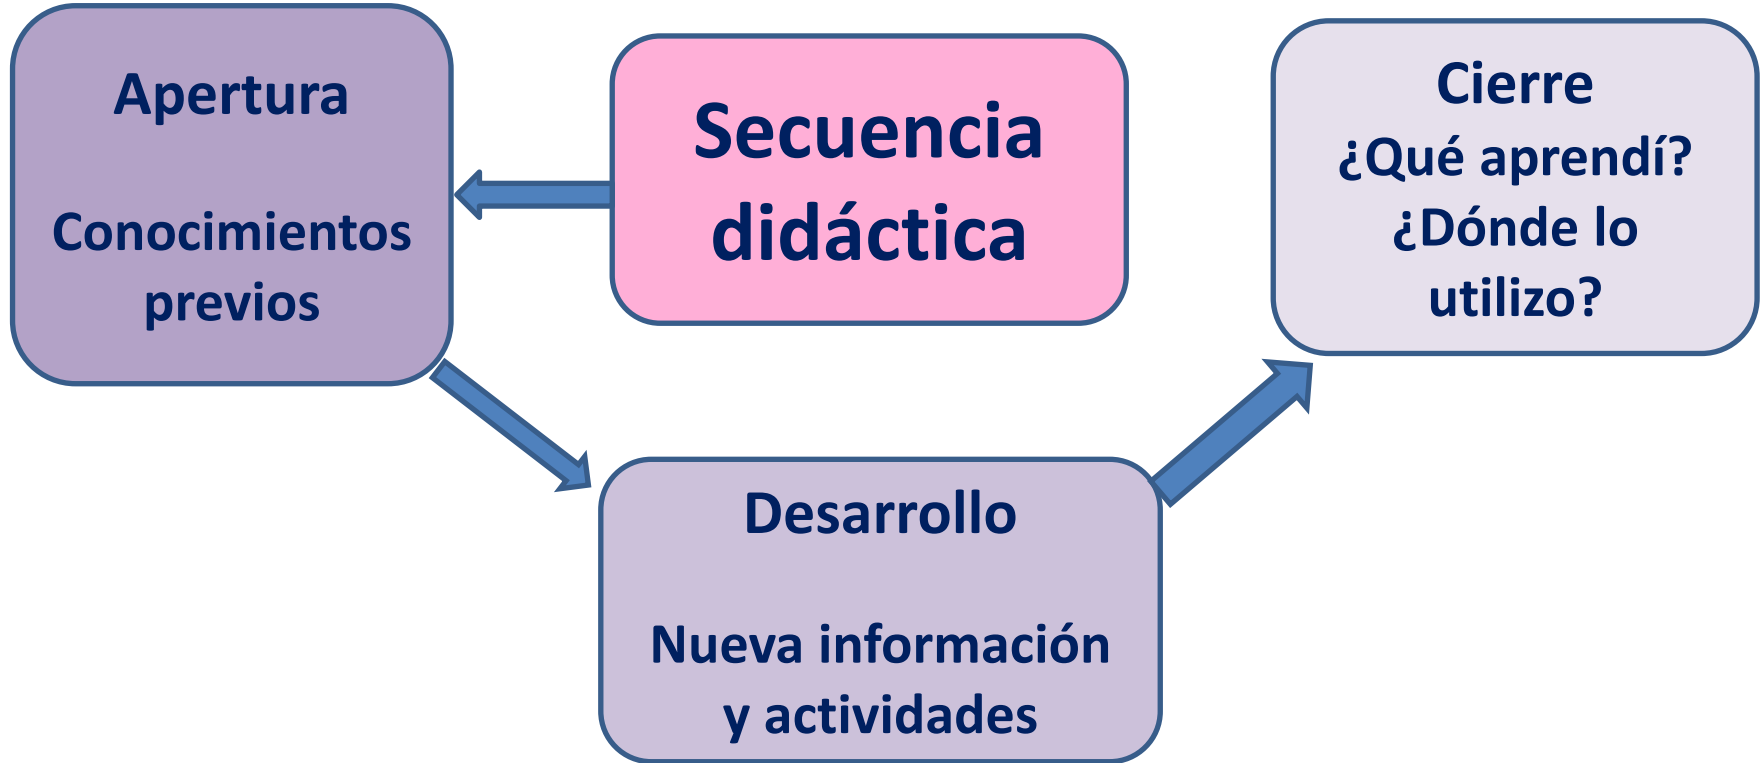 Secuencia
didáctica
Apertura
Conocimientos
previos
Desarrollo
Nueva información
y actividades
Cierre
¿Qué aprendí?
¿Dónde lo
utilizo?